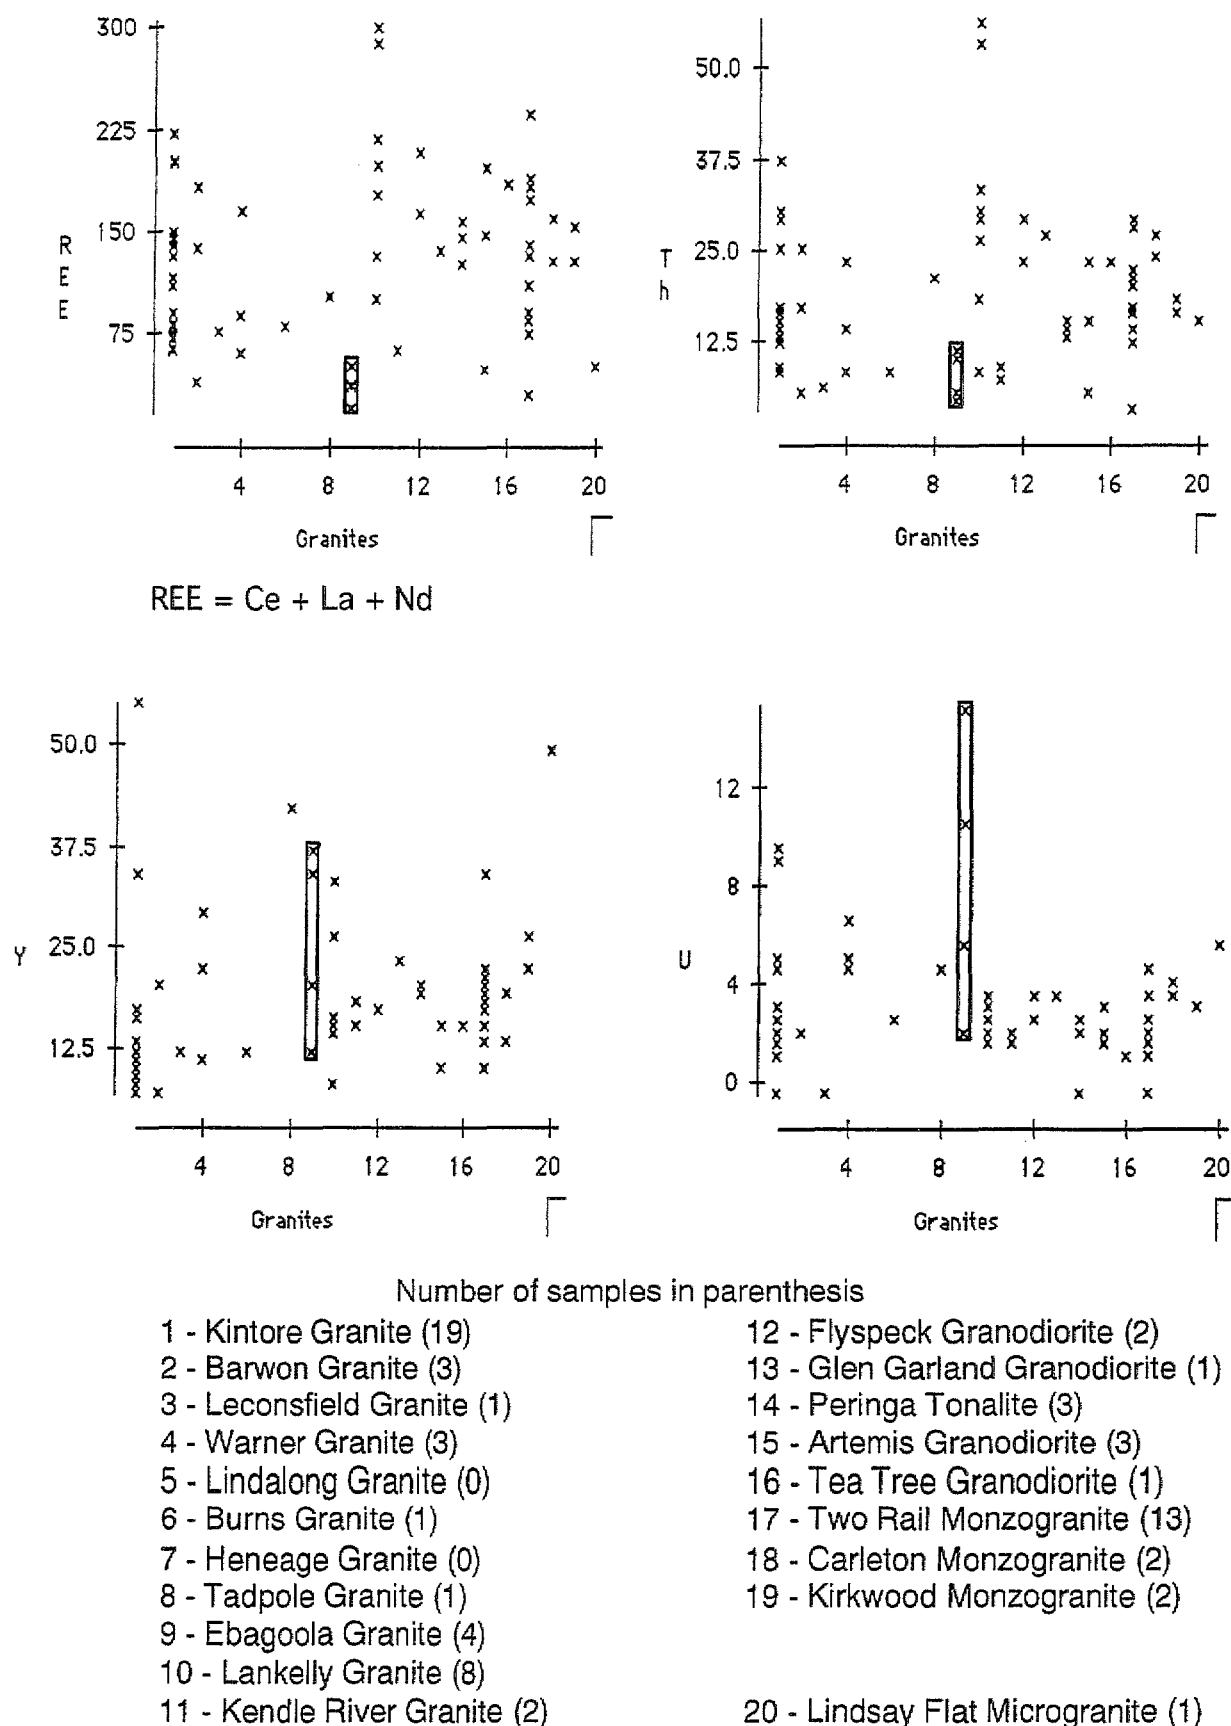 300
225
150
75
R
E
E
4
8
12
16
20
Granites
50.0
37.5
25.0
12.5
T
h
4
8
12
16
20
Granites
REE = Ce + La + Nd
50.0
37.5
25.0
12.5
Y
4
8
12
16
20
Granites
12
8
4
0
U
4
8
12
16
20
Granites
Number of samples in parenthesis
1 - Kintore Granite (19)
2 - Barwon Granite (3)
3 - Leconsfield Granite (1)
4 - Warner Granite (3)
5 - Lindalong Granite (0)
6 - Burns Granite (1)
7 - Heneage Granite (0)
8 - Tadpole Granite (1)
9 - Ebagoola Granite (4)
10 - Lankelly Granite (8)
11 - Kendle River Granite (2)
12 - Flyspeck Granodiorite (2)
13 - Glen Garland Granodiorite (1)
14 - Peringa Tonalite (3)
15 - Artemis Granodiorite (3)
16 - Tea Tree Granodiorite (1)
17 - Two Rail Monzogranite (13)
18 - Carleton Monzogranite (2)
19 - Kirkwood Monzogranite (2)
20 - Lindsay Flat Microgranite (1)